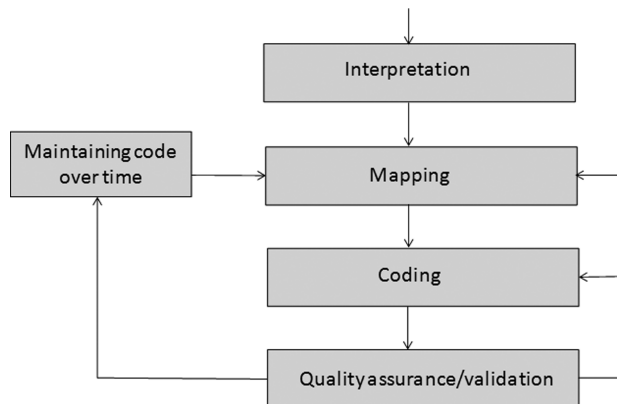 Interpretation
Maintaining code
over time
Mapping
Coding
Quality assurance/validation